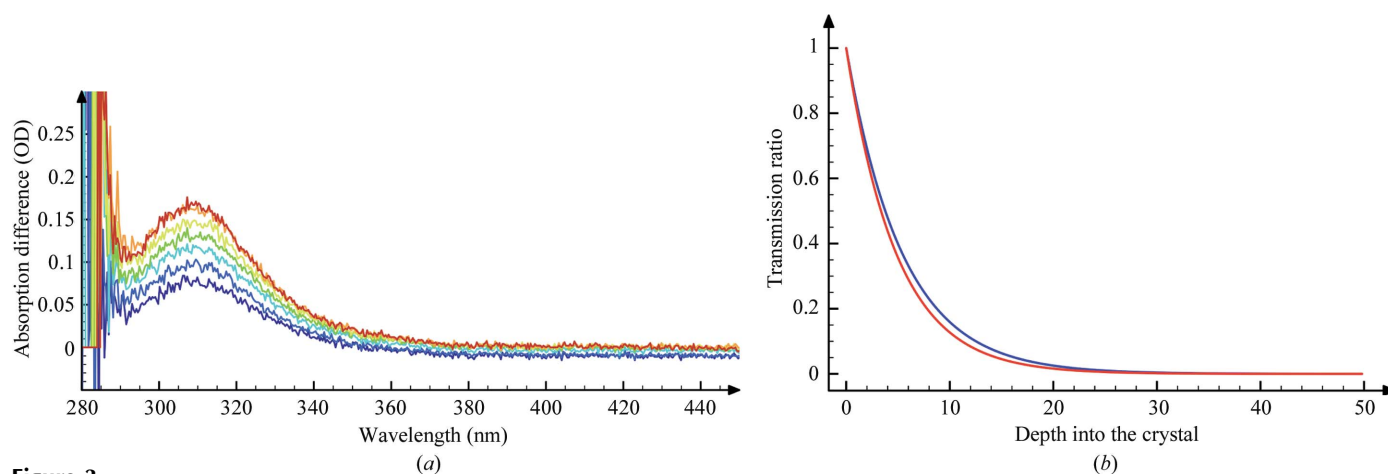 Absorption difference (OD)
0.25
0.2
0.15
0.1
0.05
0
280 300 320 340 360 380 400 420 440
Wavelength (nm)
(a)
Transmission ratio
1
0.8
0.6
0.4
0.2
0
0 10 20 30 40 50
Depth into the crystal
(b)